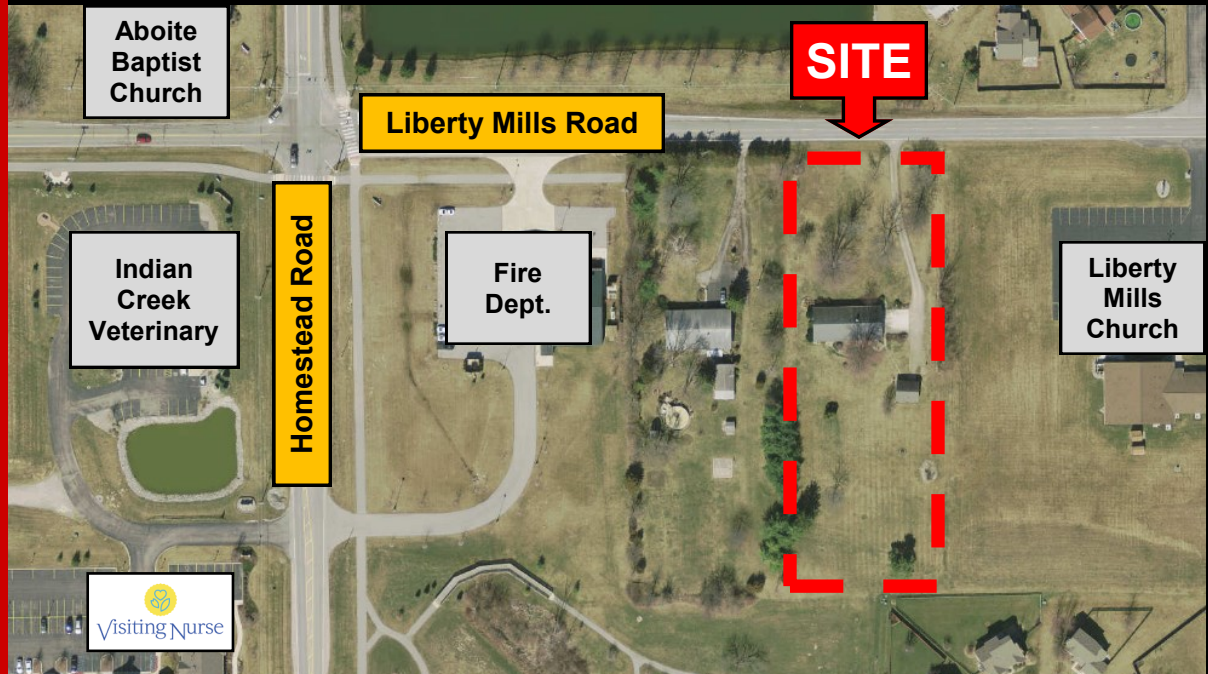 Aboite
Baptist
Church
SITE
Liberty Mills Road
Homestead Road
Indian
Creek
Veterinary
Fire
Dept.
Liberty
Mills
Church
Visiting Nurse